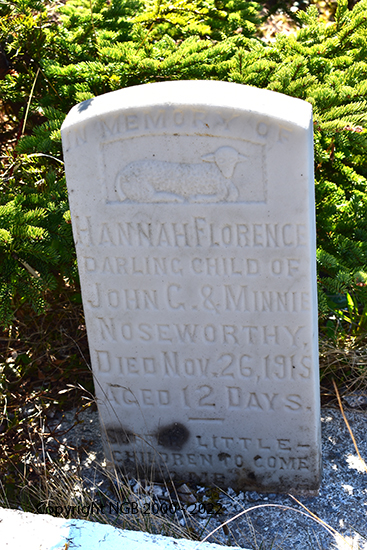 IN MEMORY OF
HANNAH FLORENCE
DARLING CHILD OF
JOHN G. & MINNIE
NOSEWORTHY,
DIED NOV. 26, 1915
AGED 12 DAYS.
LITTLE
CHILDREN TO COME
Copyright NGB 2000 - 2022